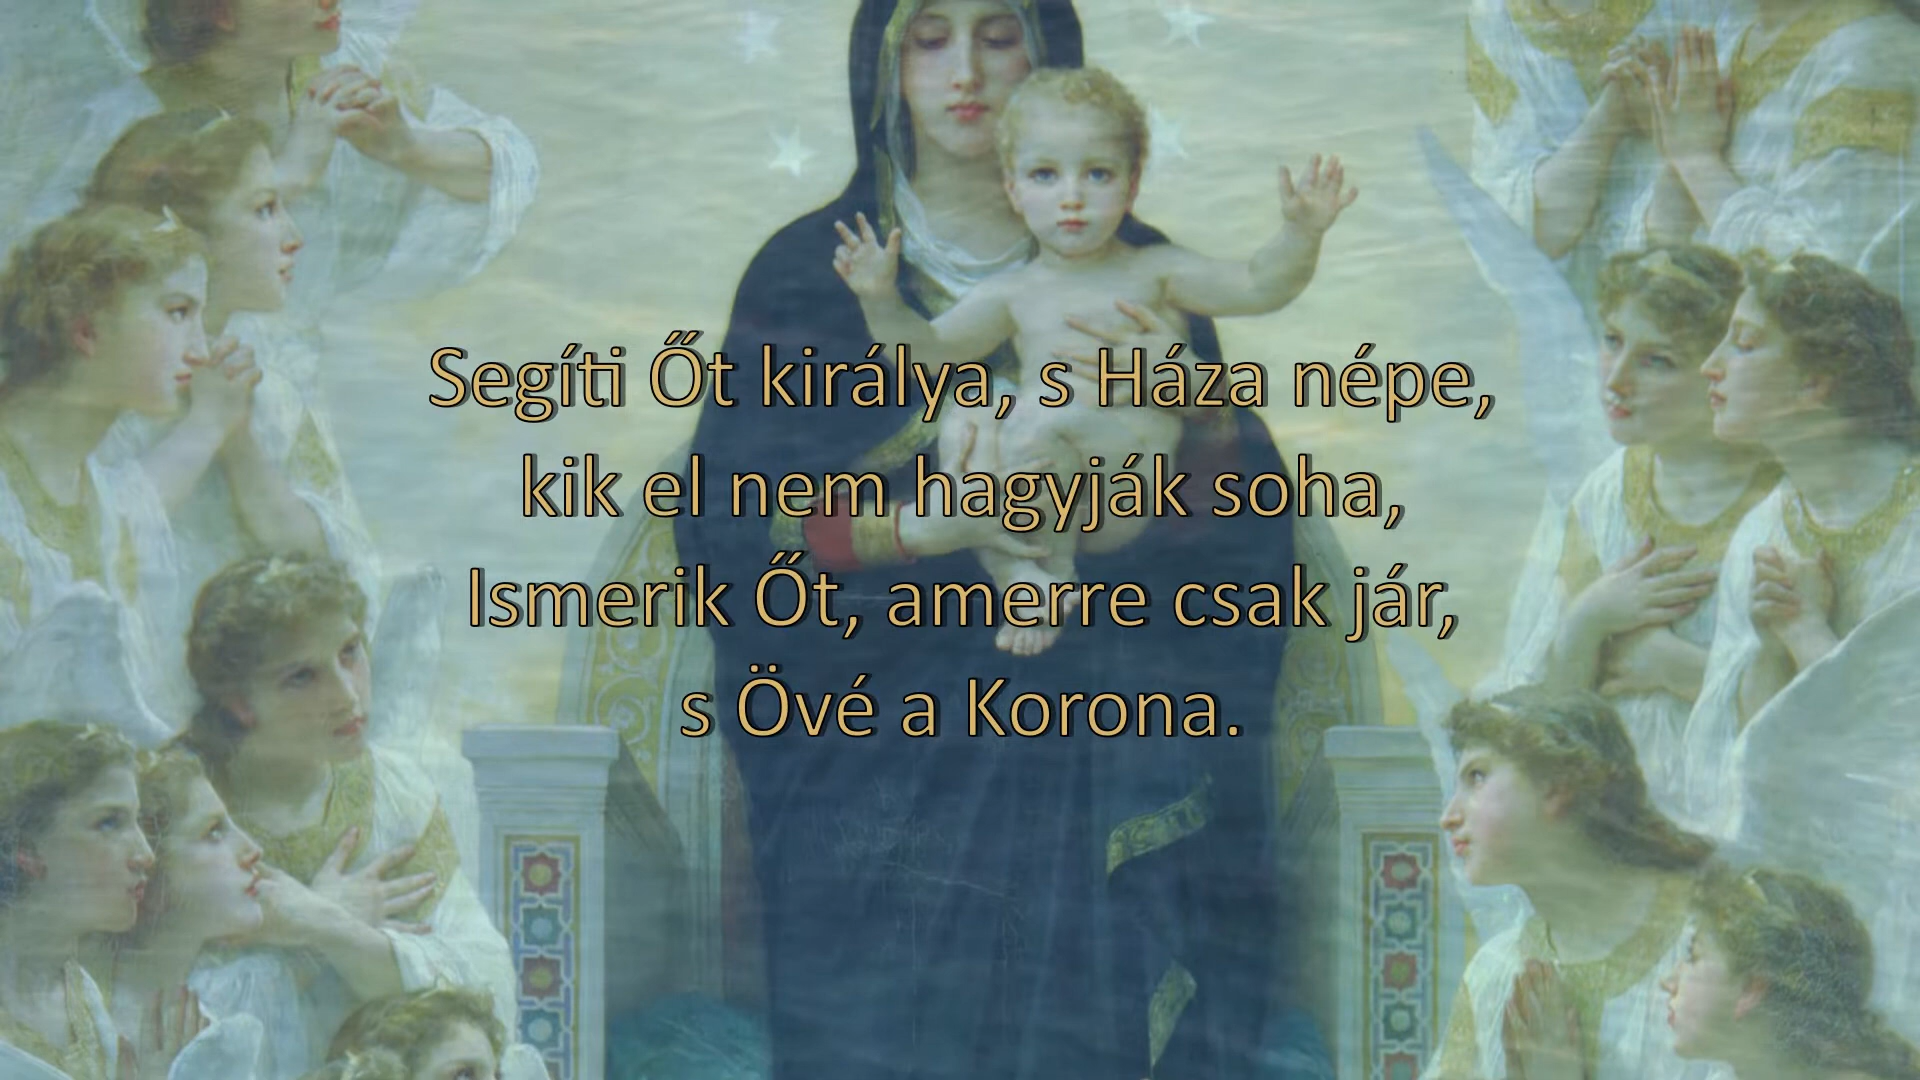 Segíti Őt királya, s Háza népe,
kik el nem hagyják soha,
Ismerik Őt, amerre csak jár,
s Övé a Korona.